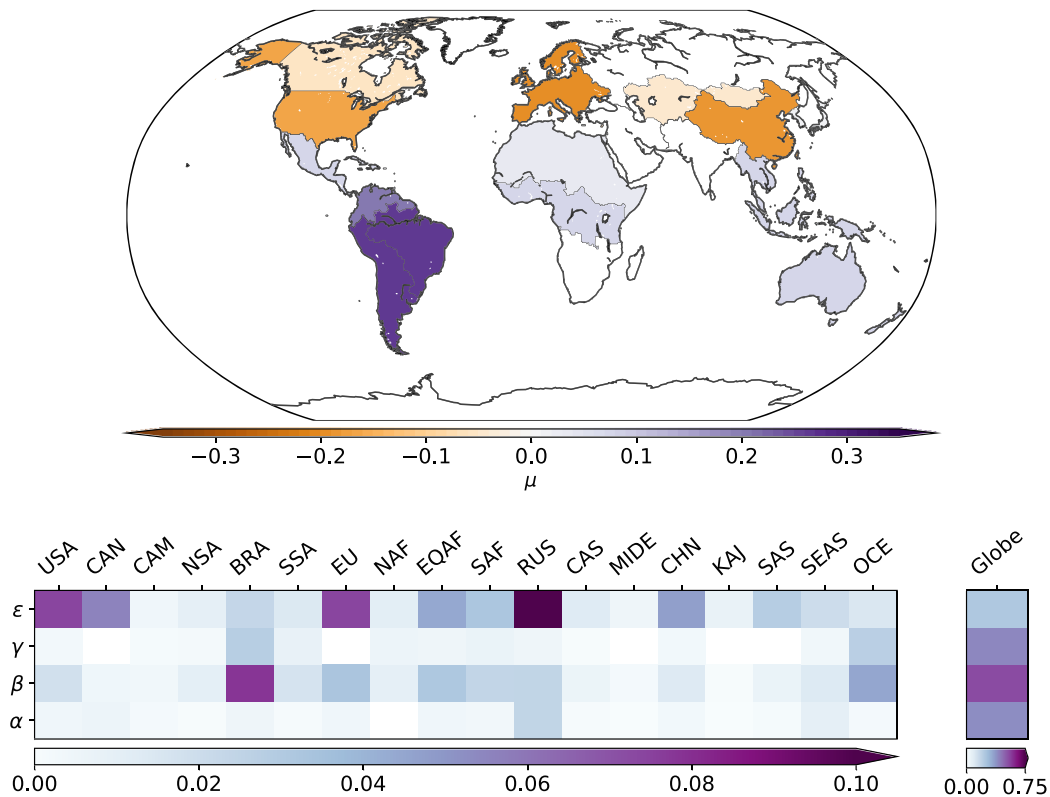 −0.3 −0.2 −0.1 0.0 0.1 0.2 0.3
μ
USA CAN CAM NSA BRA SSA EU NAF EQAF SAF RUS CAS MIDE CHN KAJ SAS SEAS OCE Globe
ε
γ
β
α
0.00 0.02 0.04 0.06 0.08 0.10 0.00 0.75